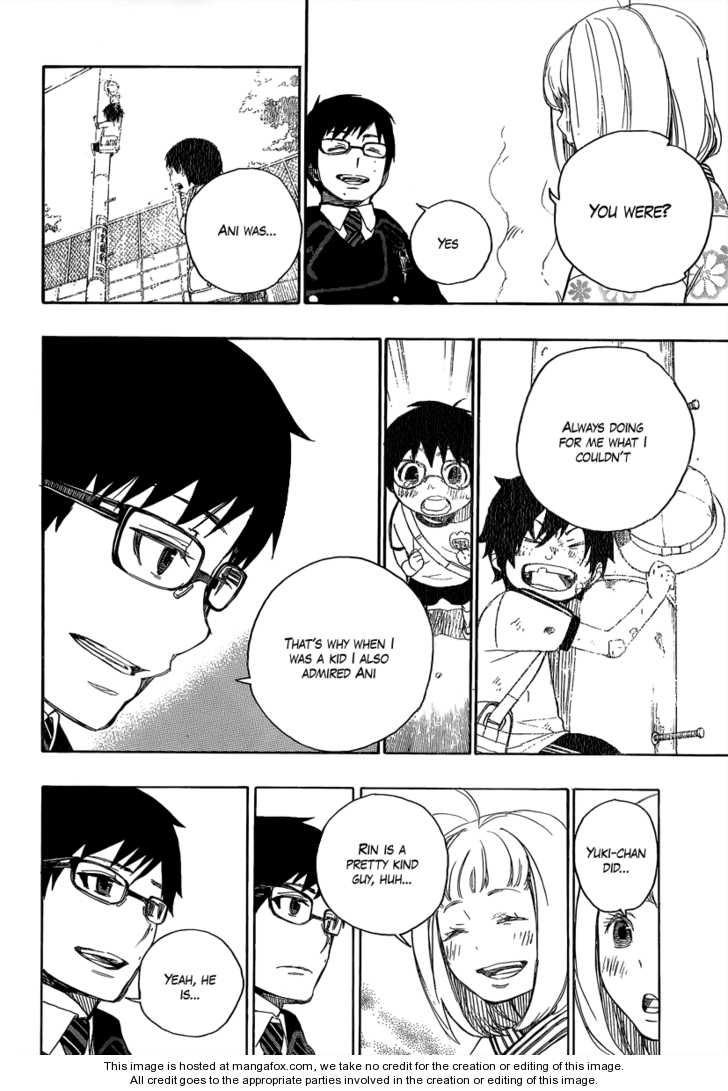 YOU WERE?
YES
ANI WAS...
ALWAYS DOING
FOR ME WHAT I
COULDN'T
THAT'S WHY WHEN I
WAS A KID I ALSO
ADMIRED ANI
YUKI-CHAN
DID...
RIN IS A
PRETTY KIND
GUY, HUH...
YEAH, HE
IS...
This image is hosted at mangafox.com, we take no credit for the creation or editing of this image.
All credit goes to the appropriate parties involved in the creation or editing of this image.